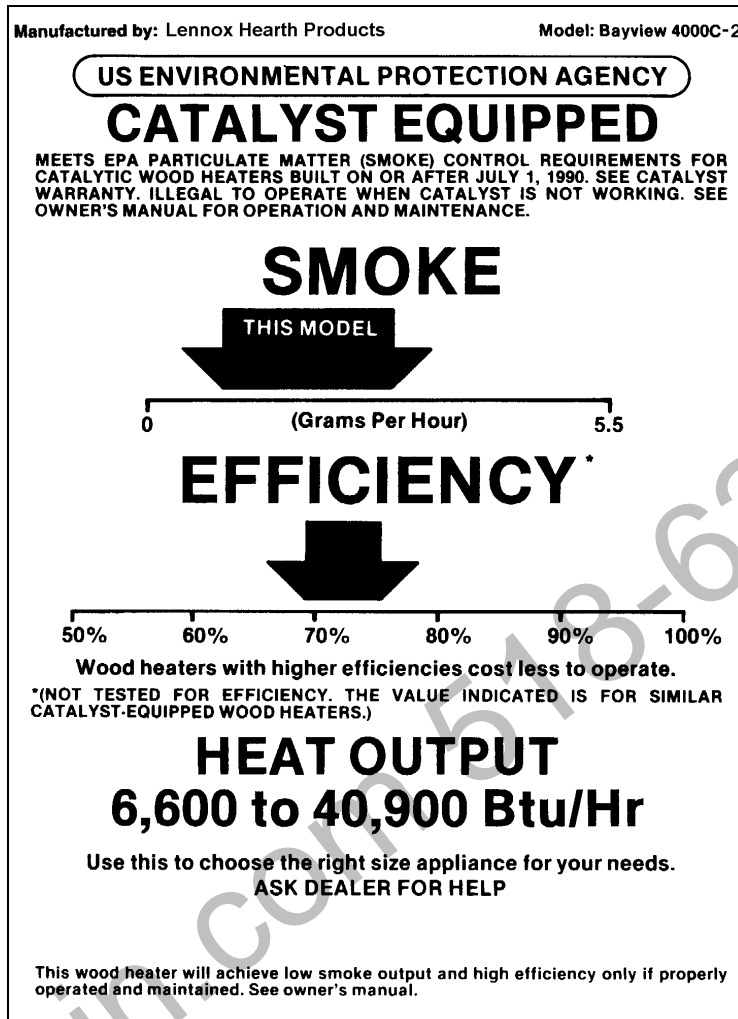 Manufactured by: Lennox Hearth Products Model: Bayview 4000C-2
US ENVIRONMENTAL PROTECTION AGENCY
CATALYST EQUIPPED
MEETS EPA PARTICULATE MATTER (SMOKE) CONTROL REQUIREMENTS FOR
CATALYTIC WOOD HEATERS BUILT ON OR AFTER JULY 1, 1990. SEE CATALYST
WARRANTY. ILLEGAL TO OPERATE WHEN CATALYST IS NOT WORKING. SEE
OWNER'S MANUAL FOR OPERATION AND MAINTENANCE.
SMOKE
THIS MODEL
0 (Grams Per Hour) 5.5
EFFICIENCY*
50% 60% 70% 80% 90% 100%
Wood heaters with higher efficiencies cost less to operate.
*(NOT TESTED FOR EFFICIENCY. THE VALUE INDICATED IS FOR SIMILAR
CATALYST-EQUIPPED WOOD HEATERS.)
HEAT OUTPUT
6,600 to 40,900 Btu/Hr
Use this to choose the right size appliance for your needs.
ASK DEALER FOR HELP
This wood heater will achieve low smoke output and high efficiency only if properly
operated and maintained. See owner's manual.
in.com 518-63